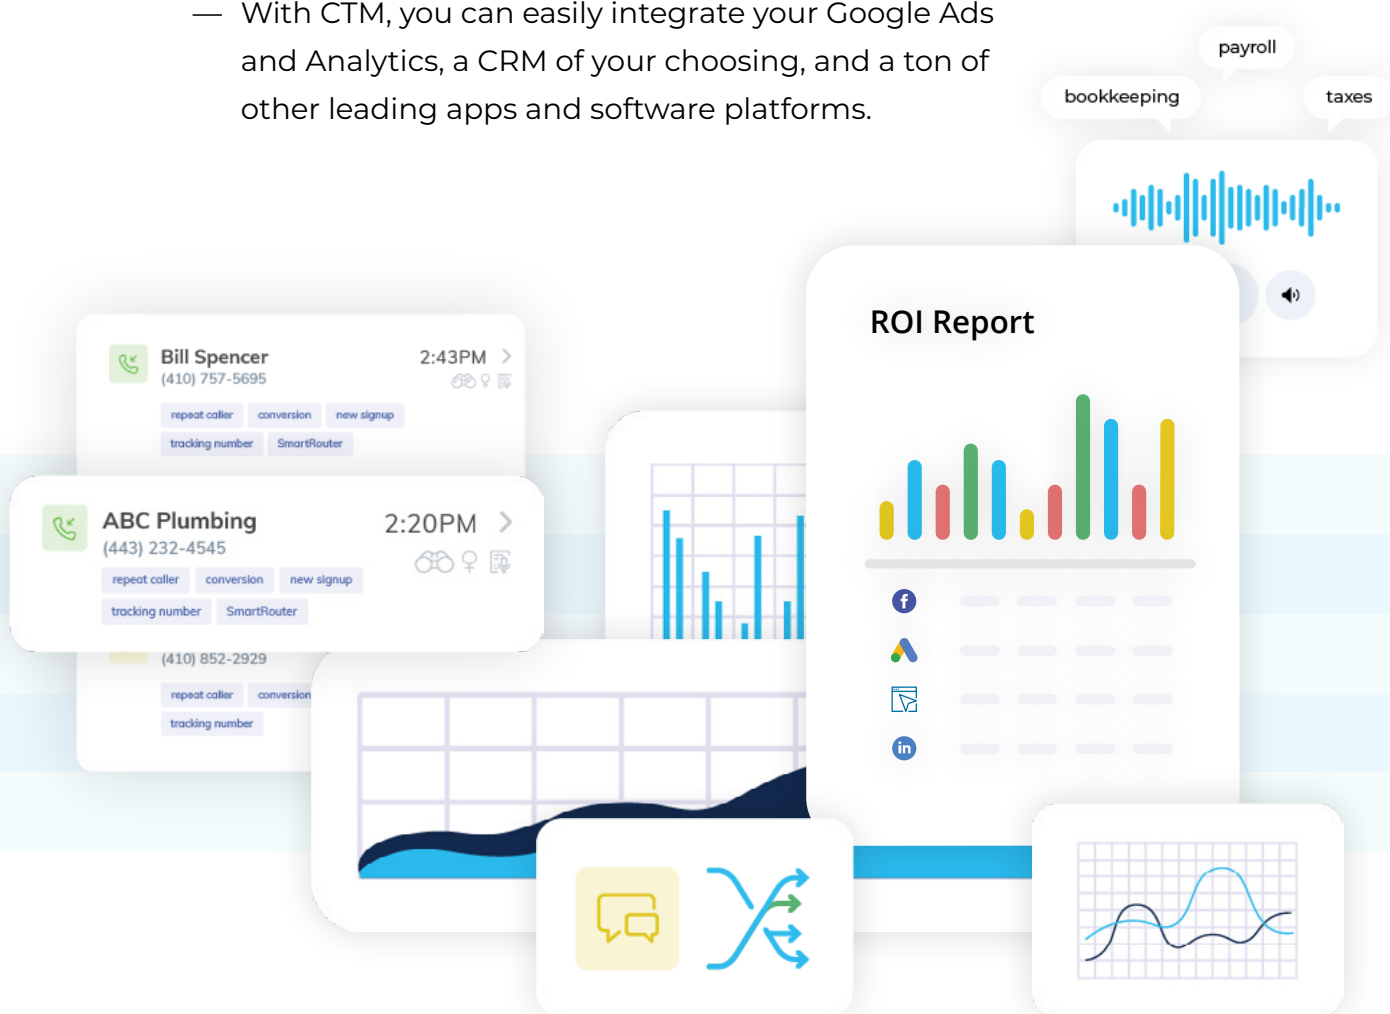 — With CTM, you can easily integrate your Google Ads
and Analytics, a CRM of your choosing, and a ton of
other leading apps and software platforms.
payroll
bookkeeping
taxes
ROI Report
Bill Spencer
2:43PM
(410) 757-5695
repeat caller conversion new signup
tracking number SmartRouter
ABC Plumbing
2:20PM
(443) 232-4545
repeat caller conversion new signup
tracking number SmartRouter
(410) 852-2929
repeat caller conversion
tracking number
f
in